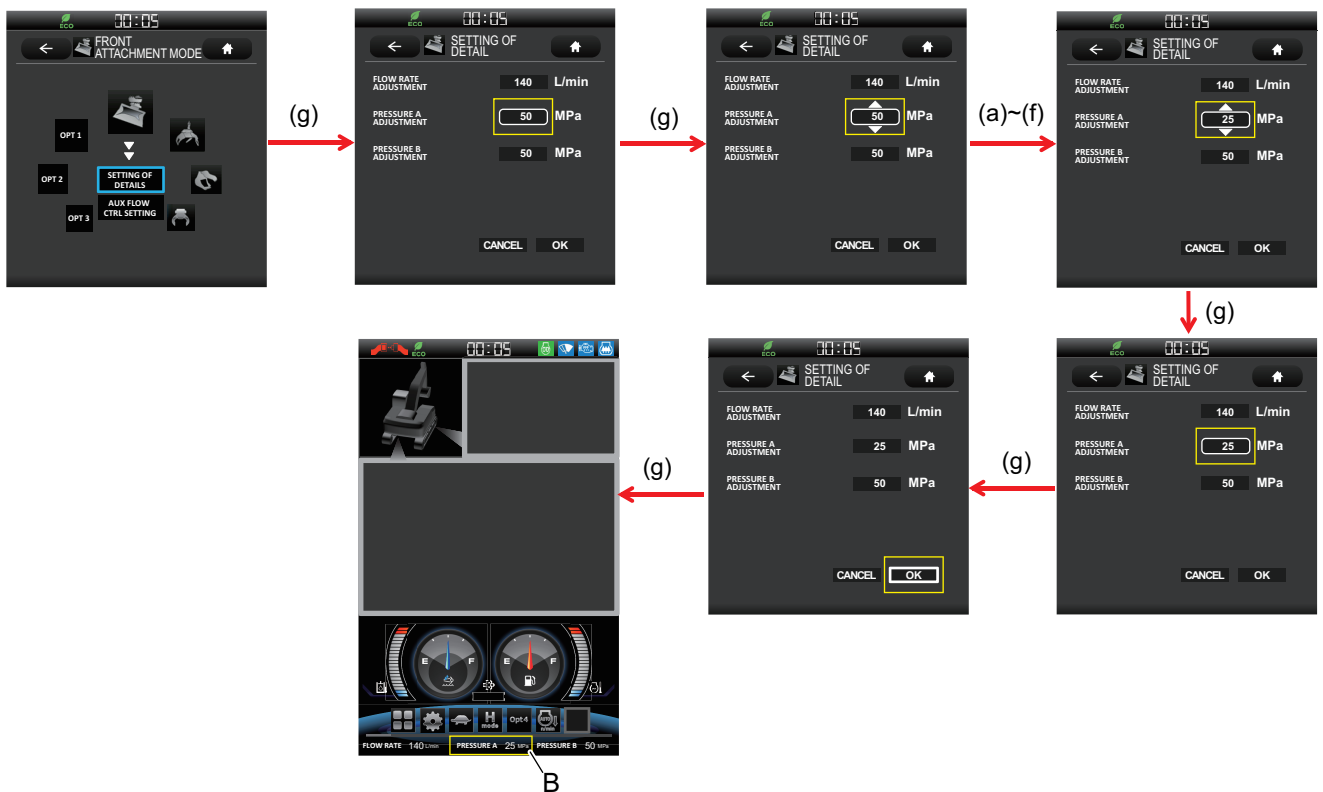 ECO 00:05
FRONT
ATTACHMENT MODE
OPT 1
OPT 2
SETTING OF
DETAILS
AUX FLOW
CTRL SETTING
OPT 3
(g)
ECO 00:05
SETTING OF
DETAIL
FLOW RATE
ADJUSTMENT
140 L/min
PRESSURE A
ADJUSTMENT
50 MPa
PRESSURE B
ADJUSTMENT
50 MPa
CANCEL OK
(g)
ECO 00:05
SETTING OF
DETAIL
FLOW RATE
ADJUSTMENT
140 L/min
PRESSURE A
ADJUSTMENT
50 MPa
PRESSURE B
ADJUSTMENT
50 MPa
CANCEL OK
(a)~(f)
ECO 00:05
SETTING OF
DETAIL
FLOW RATE
ADJUSTMENT
140 L/min
PRESSURE A
ADJUSTMENT
25 MPa
PRESSURE B
ADJUSTMENT
50 MPa
CANCEL OK
(g)
ECO 00:05
SETTING OF
DETAIL
FLOW RATE
ADJUSTMENT
140 L/min
PRESSURE A
ADJUSTMENT
25 MPa
PRESSURE B
ADJUSTMENT
50 MPa
CANCEL OK
(g)
ECO 00:05
SETTING OF
DETAIL
FLOW RATE
ADJUSTMENT
140 L/min
PRESSURE A
ADJUSTMENT
25 MPa
PRESSURE B
ADJUSTMENT
50 MPa
CANCEL OK
(g)
ECO 00:05
E F
E F
H
mode
Opt4
AUTO
FLOW RATE 140 L/min PRESSURE A 25 MPa PRESSURE B 50 MPa
B